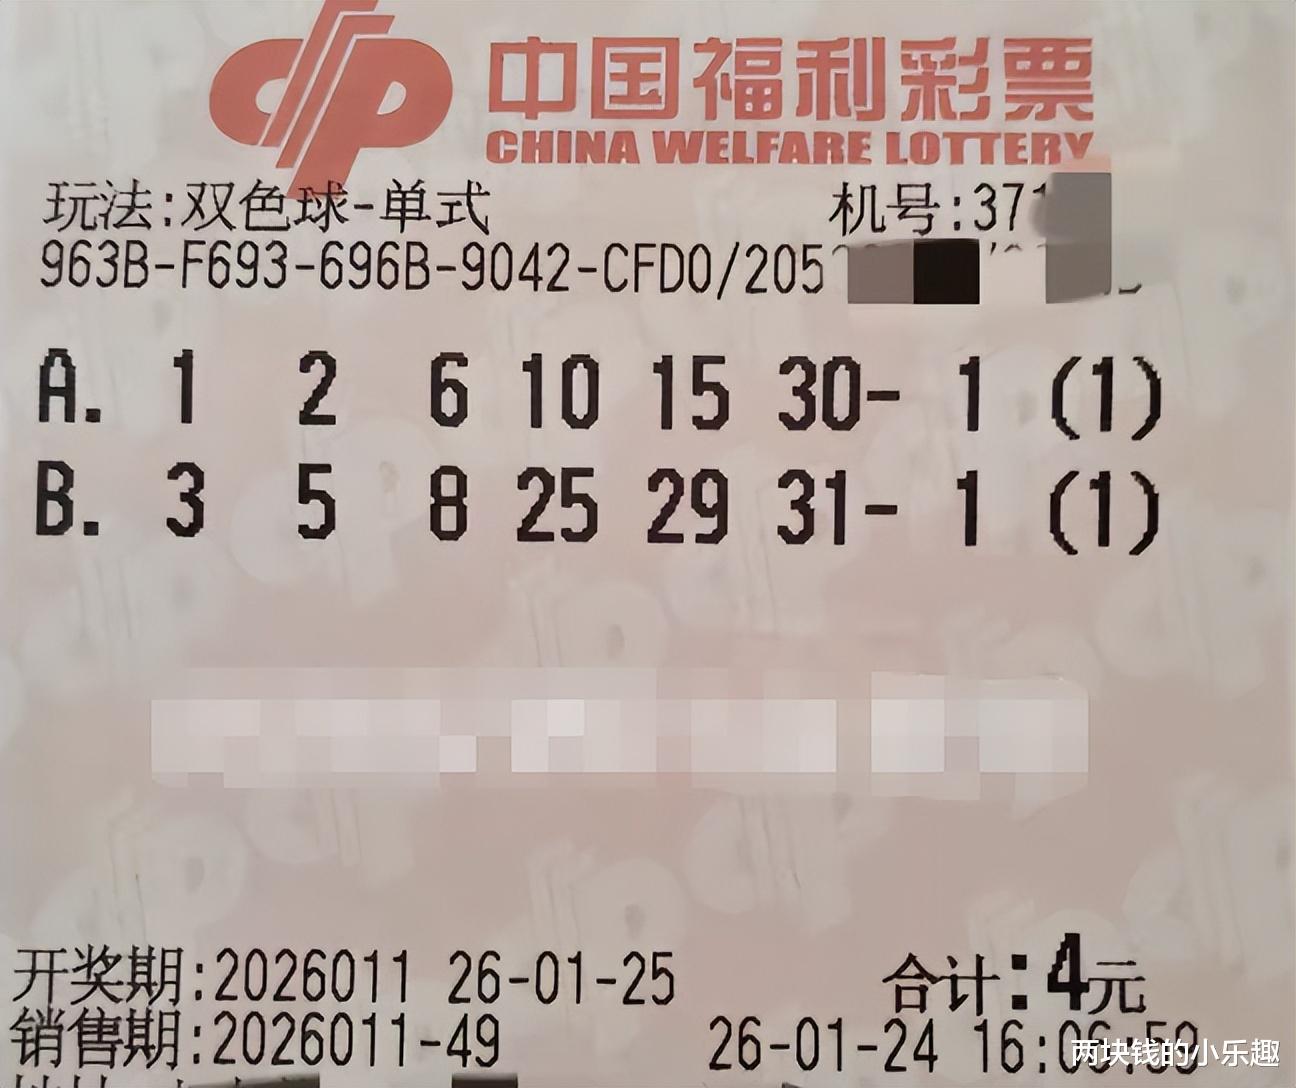 中国福利彩票
CHINA WELFARE LOTTERY
玩法:双色球-单式 机号:371
963B-F693-696B-9042-CFD0/205
A. 1 2 6 10 15 30- 1 (1)
B. 3 5 8 25 29 31- 1 (1)
开奖期:2026011 26-01-25 合计:4元
销售期:2026011-49 26-01-24 16:06:59
两块钱的小乐趣